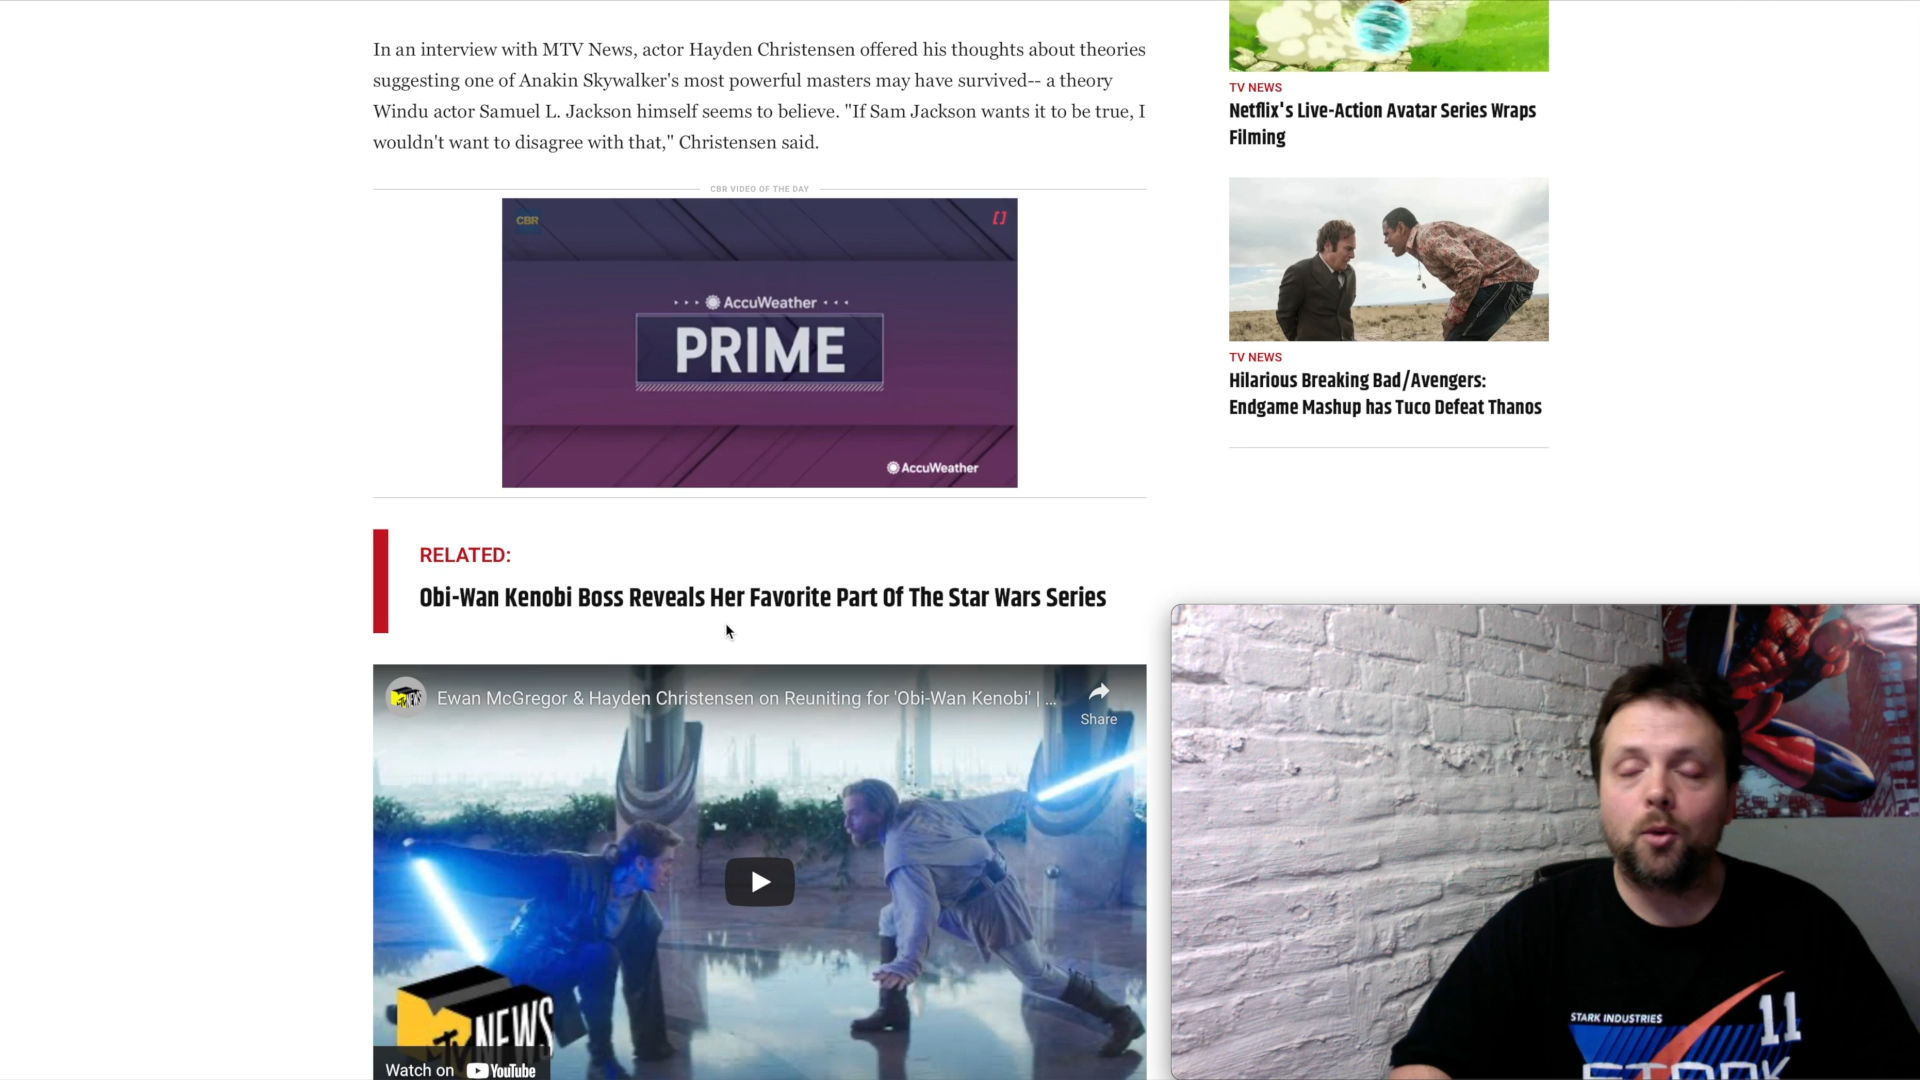 In an interview with MTV News, actor Hayden Christensen offered his thoughts about theories
suggesting one of Anakin Skywalker's most powerful masters may have survived-- a theory
Windu actor Samuel L. Jackson himself seems to believe. "If Sam Jackson wants it to be true, I
wouldn't want to disagree with that," Christensen said.
CBR VIDEO OF THE DAY
CBR
AccuWeather
PRIME
AccuWeather
RELATED:
Obi-Wan Kenobi Boss Reveals Her Favorite Part Of The Star Wars Series
Ewan McGregor & Hayden Christensen on Reuniting for 'Obi-Wan Kenobi' | ...
Share
NEWS
Watch on YouTube
TV NEWS
Netflix's Live-Action Avatar Series Wraps
Filming
TV NEWS
Hilarious Breaking Bad/Avengers:
Endgame Mashup has Tuco Defeat Thanos
STARK INDUSTRIES
11
STARK